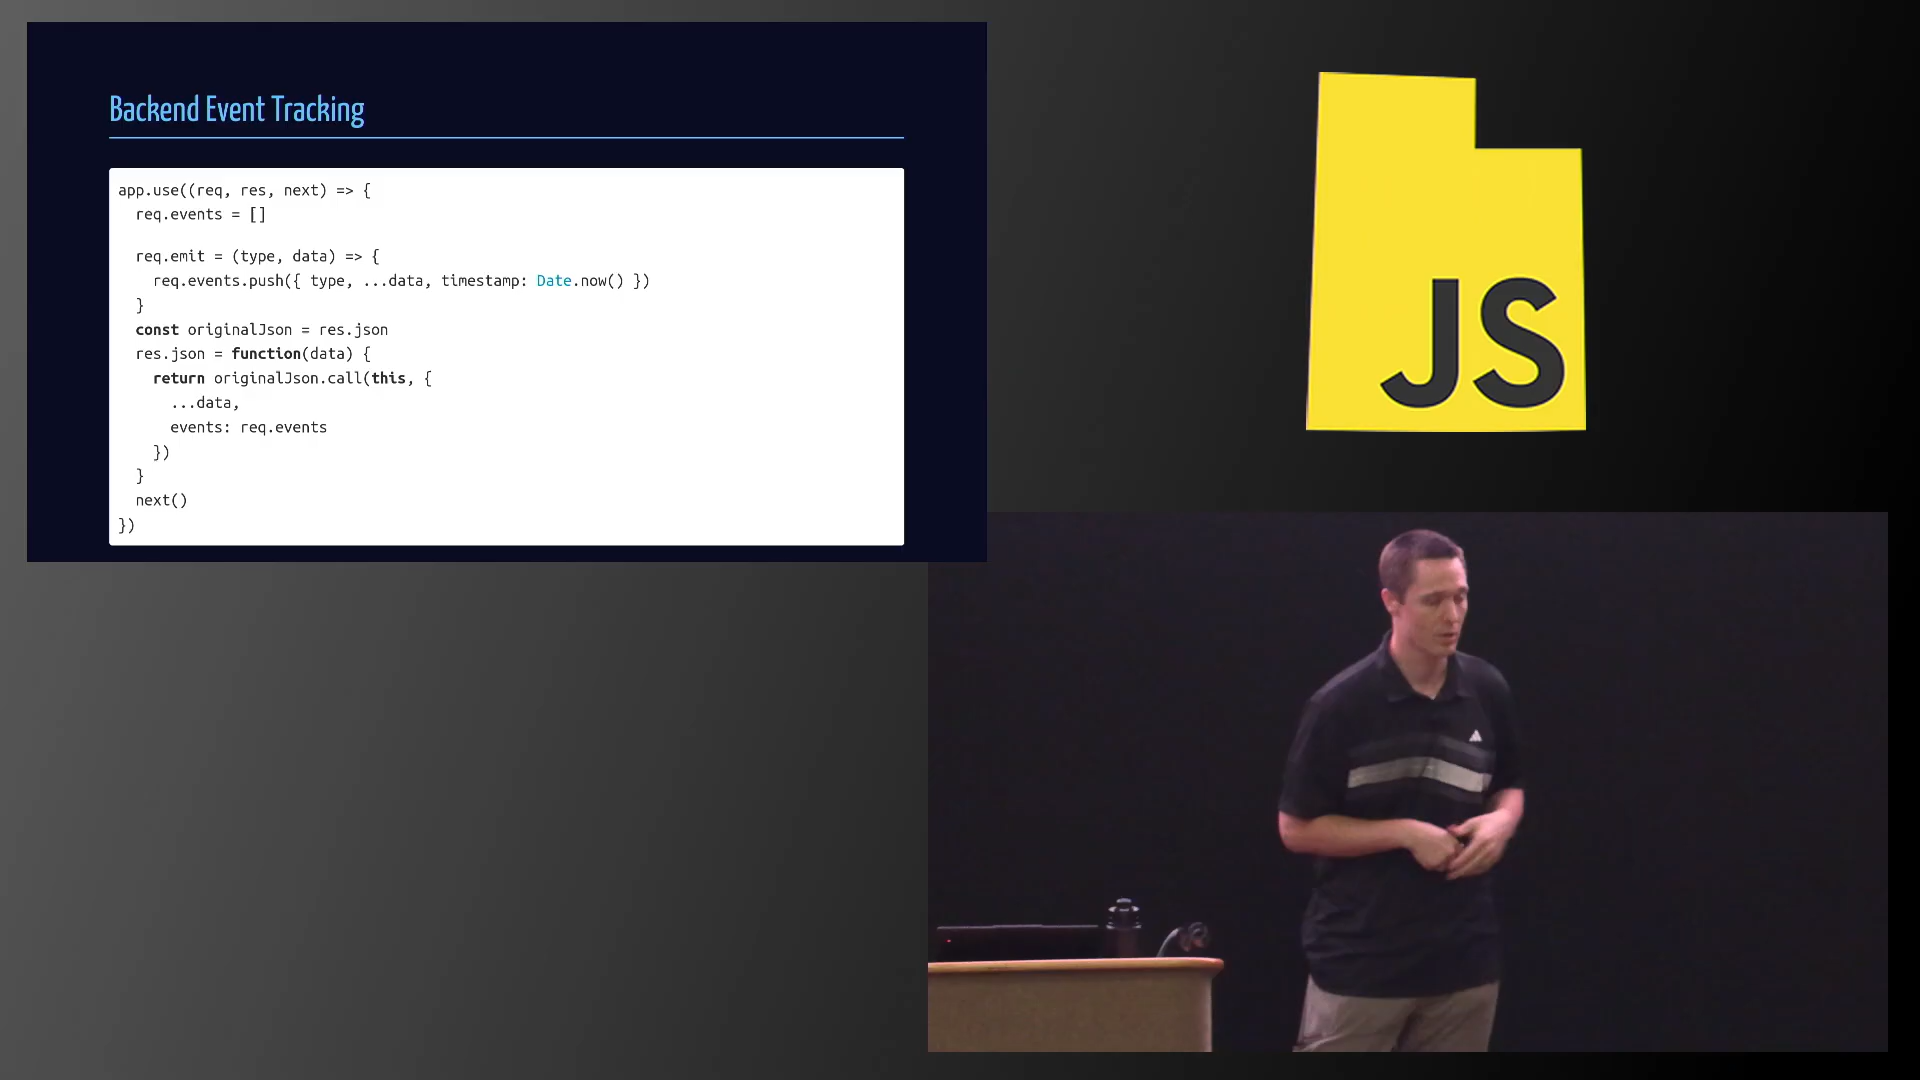 Backend Event Tracking
app.use((req, res, next) => {
  req.events = []
  req.emit = (type, data) => {
    req.events.push({ type, ...data, timestamp: Date.now() })
  }
  const originalJson = res.json
  res.json = function(data) {
    return originalJson.call(this, {
      ...data,
      events: req.events
    })
  }
  next()
})
JS